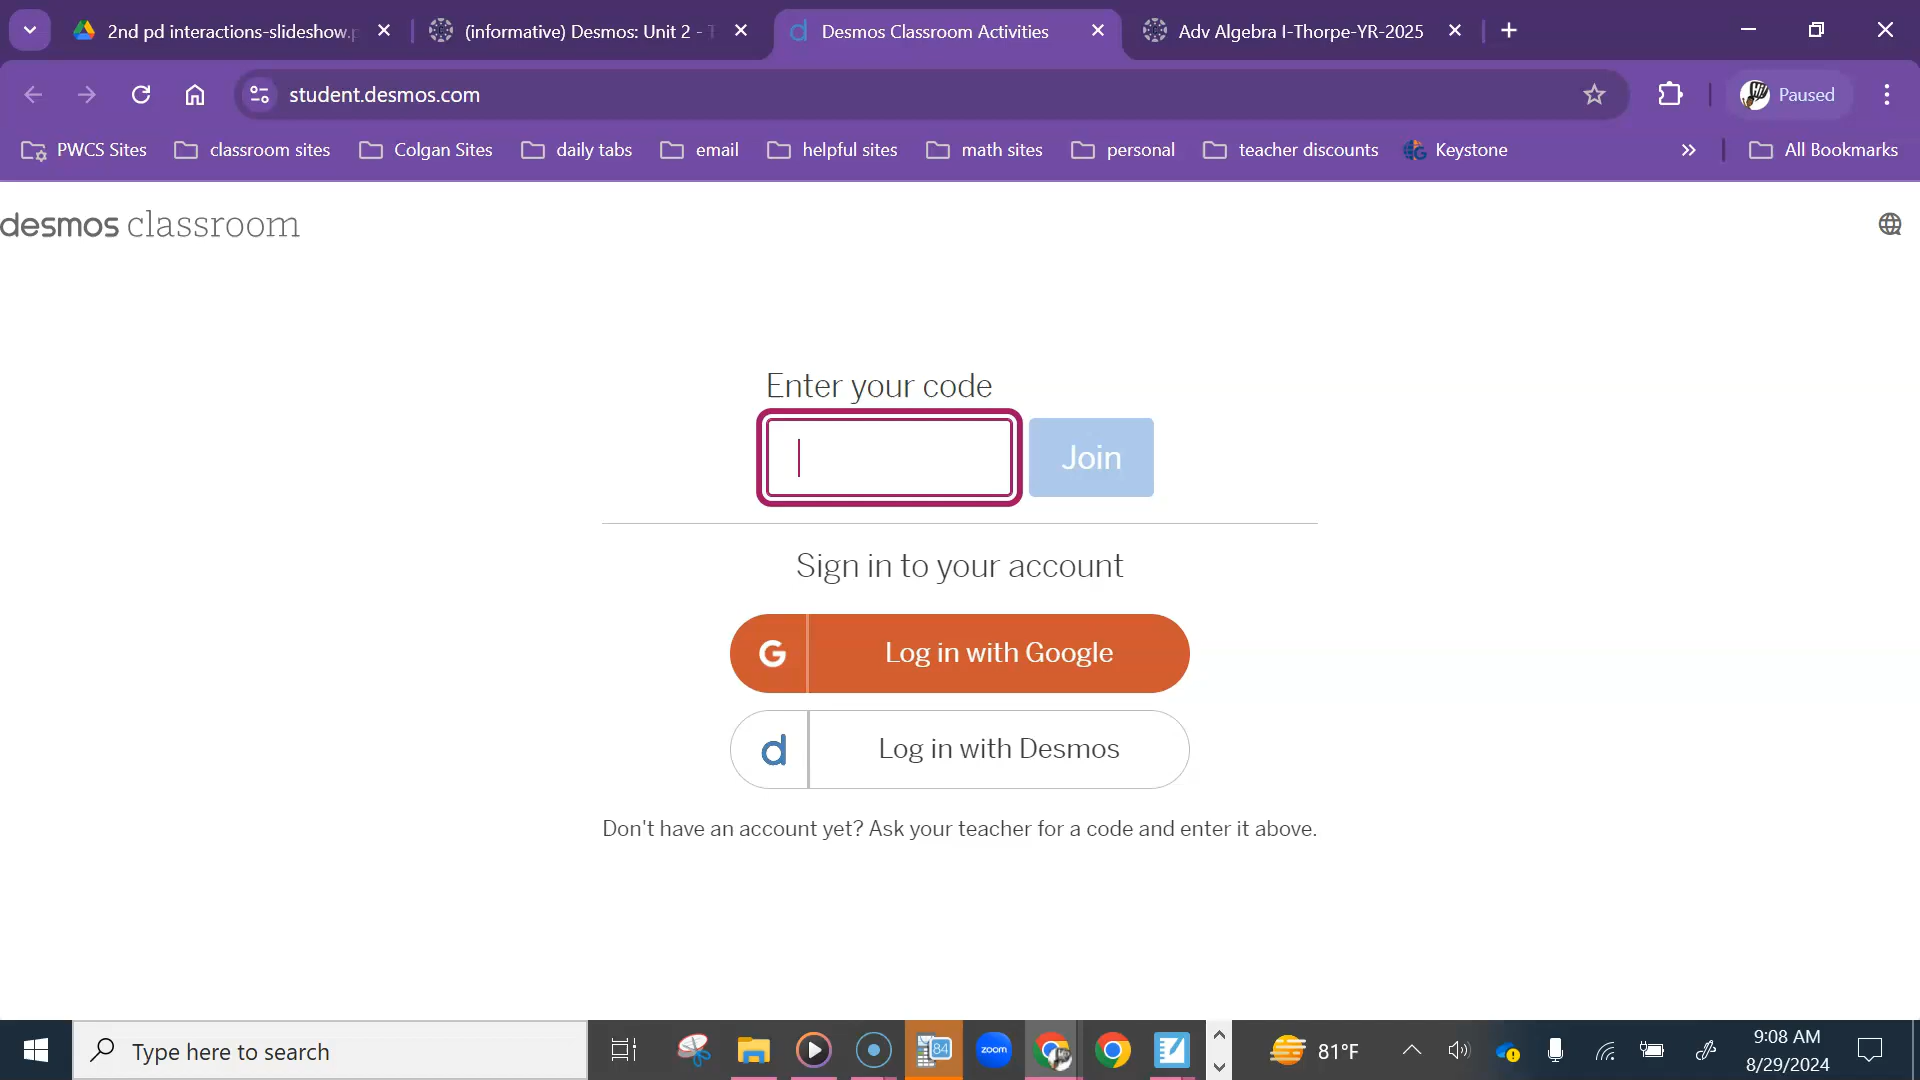 2nd pd interactions-slideshow.p
(informative) Desmos: Unit 2 - T
Desmos Classroom Activities
Adv Algebra I-Thorpe-YR-2025
student.desmos.com
Paused
PWCS Sites
classroom sites
Colgan Sites
daily tabs
email
helpful sites
math sites
personal
teacher discounts
Keystone
All Bookmarks
desmos classroom
Enter your code
Join
Sign in to your account
G Log in with Google
d Log in with Desmos
Don't have an account yet? Ask your teacher for a code and enter it above.
Type here to search
84
zoom
81°F
9:08 AM
8/29/2024